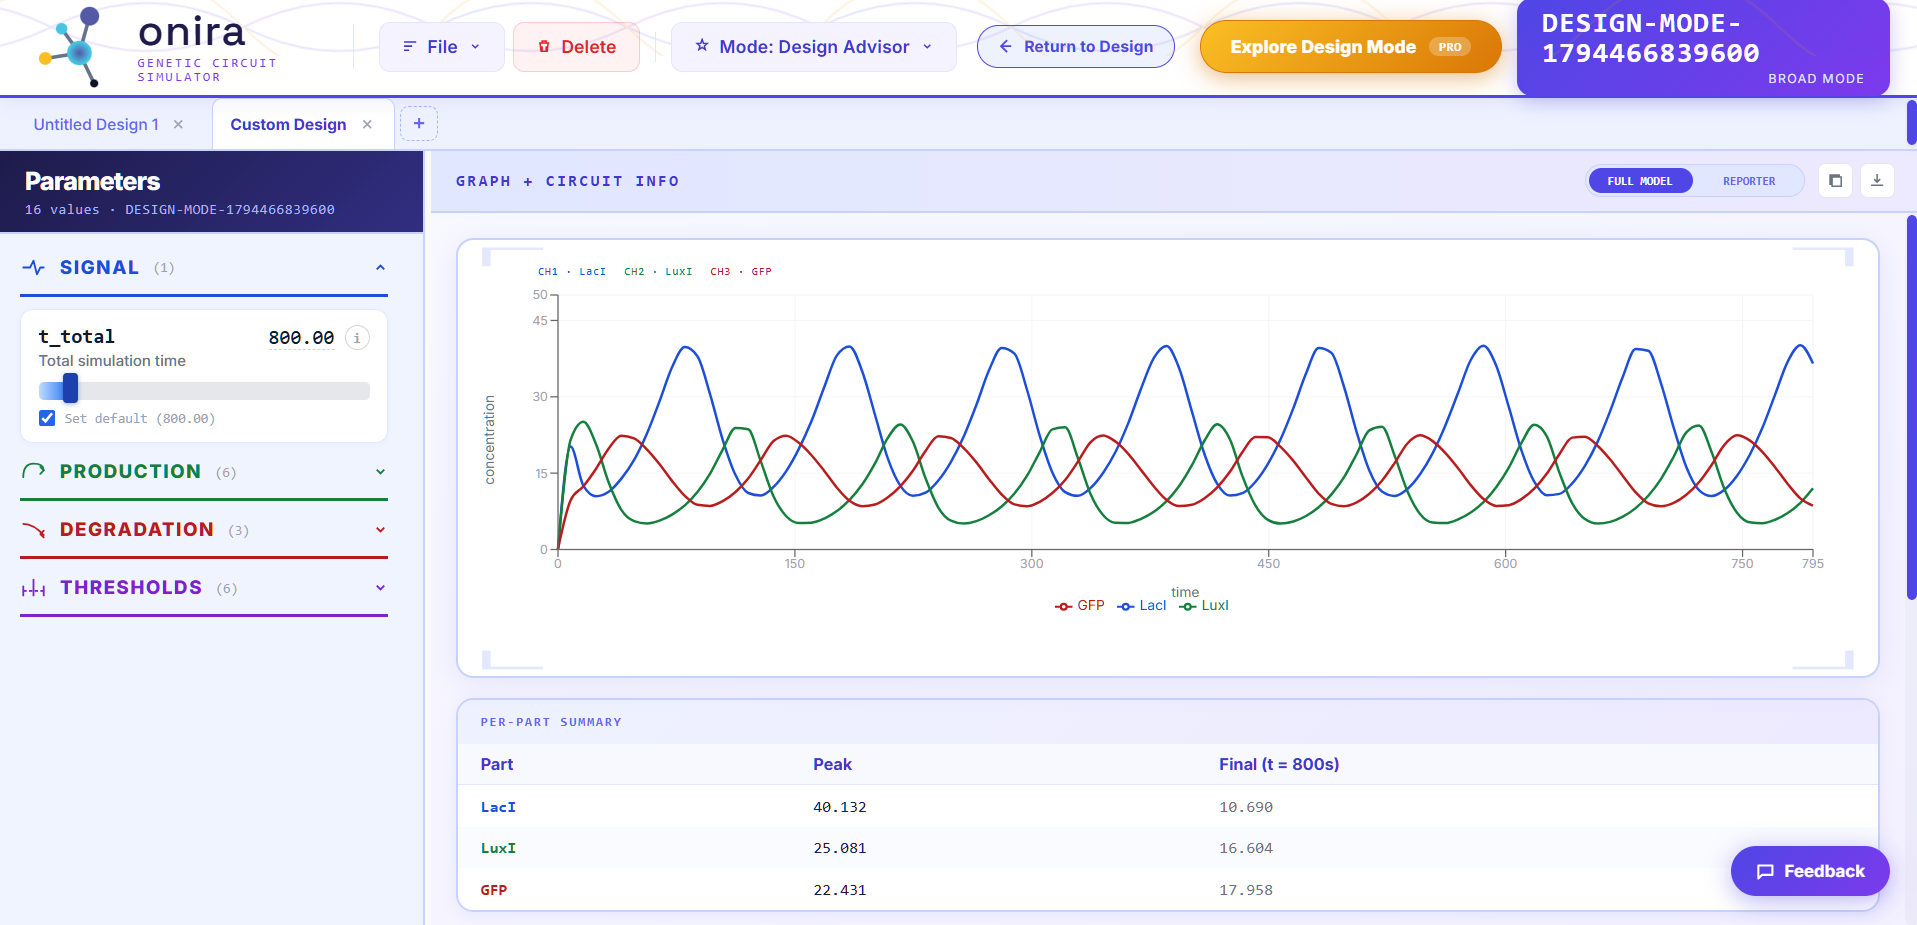 onira
GENETIC CIRCUIT
SIMULATOR
File
Delete
Mode: Design Advisor
Return to Design
Explore Design Mode PRO
DESIGN-MODE-
1794466839600
BROAD MODE
Untitled Design 1 ×
Custom Design ×
+
Parameters
16 values · DESIGN-MODE-1794466839600
SIGNAL (1)
t_total 800.00 i
Total simulation time
Set default (800.00)
PRODUCTION (6)
DEGRADATION (3)
THRESHOLDS (6)
GRAPH + CIRCUIT INFO
FULL MODEL REPORTER
CH1 · LacI CH2 · LuxI CH3 · GFP
50
45
30
15
0
concentration
0 150 300 450 600 750 795
time
GFP LacI LuxI
PER-PART SUMMARY
Part Peak Final (t = 800s)
LacI 40.132 10.690
LuxI 25.081 16.604
GFP 22.431 17.958
Feedback